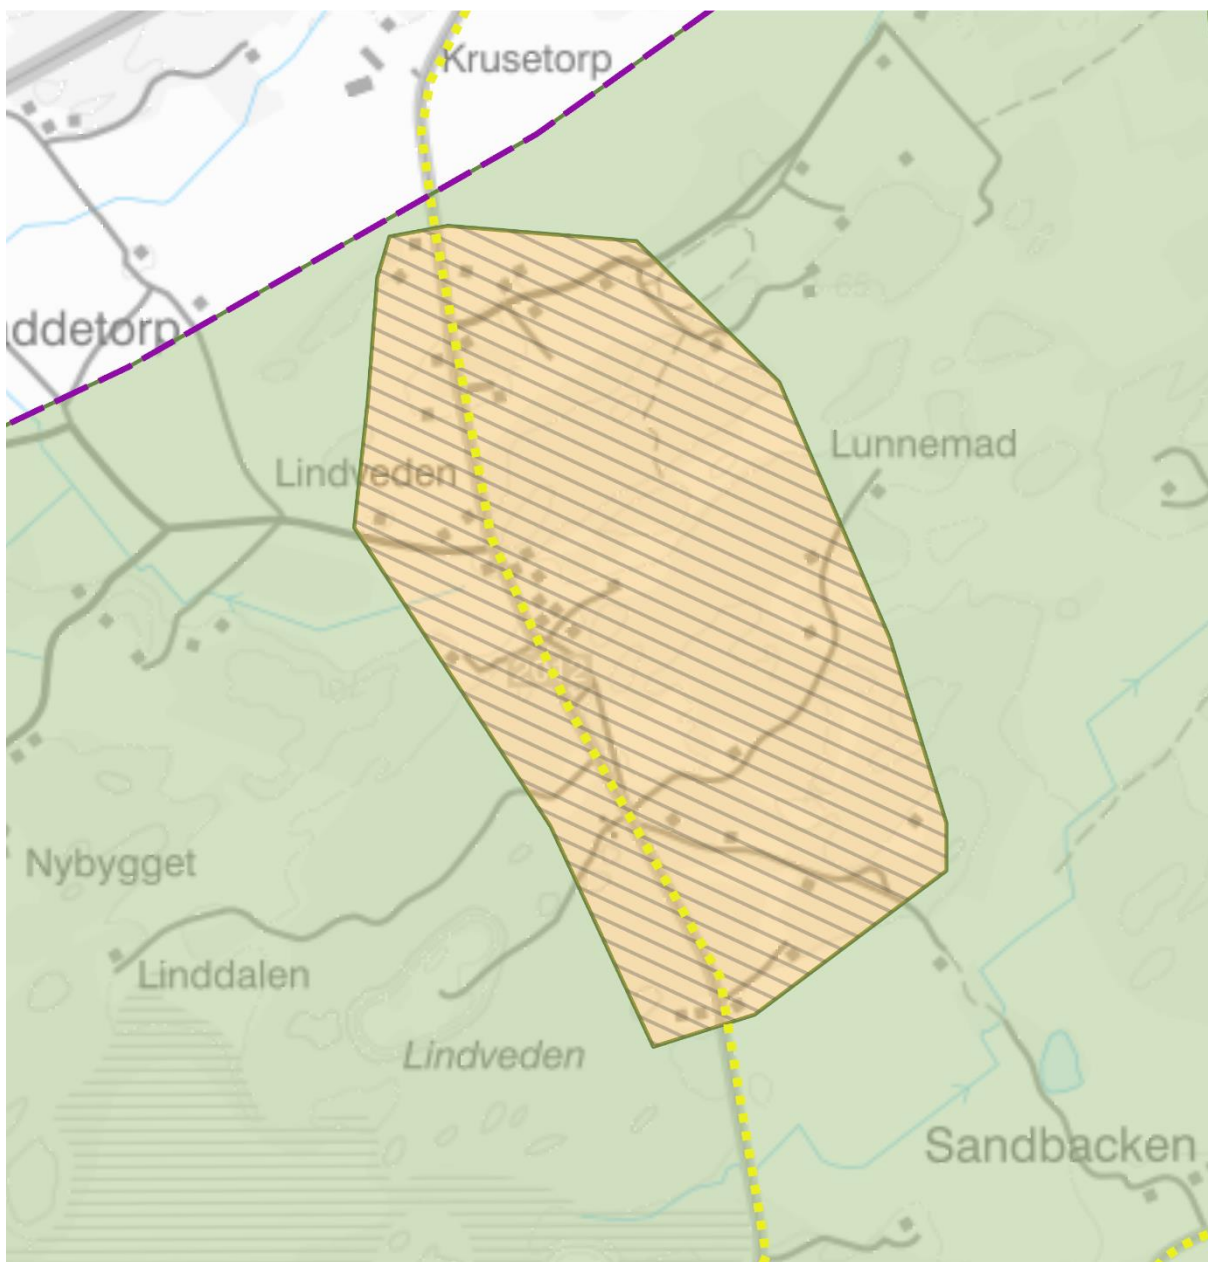 Krusetorp
ddetorp
Lindveden
Lunnemad
Nybygget
Linddalen
Lindveden
Sandbacken